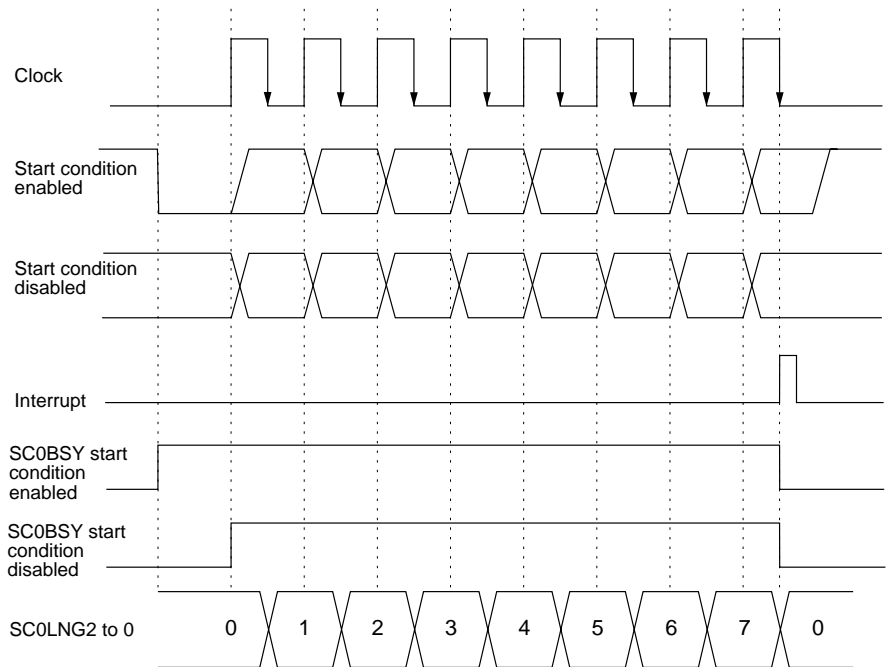 Clock
Start condition
enabled
Start condition
disabled
Interrupt
SC0BSY start
condition
enabled
SC0BSY start
condition
disabled
SC0LNG2 to 0 0 1 2 3 4 5 6 7 0